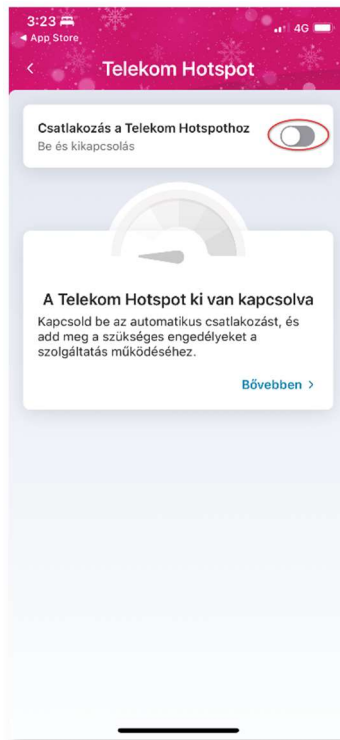 3:23
4G
App Store
Telekom Hotspot
Csatlakozás a Telekom Hotspothoz
Be és kikapcsolás
A Telekom Hotspot ki van kapcsolva
Kapcsold be az automatikus csatlakozást, és
add meg a szükséges engedélyeket a
szolgáltatás működéséhez.
Bővebben >